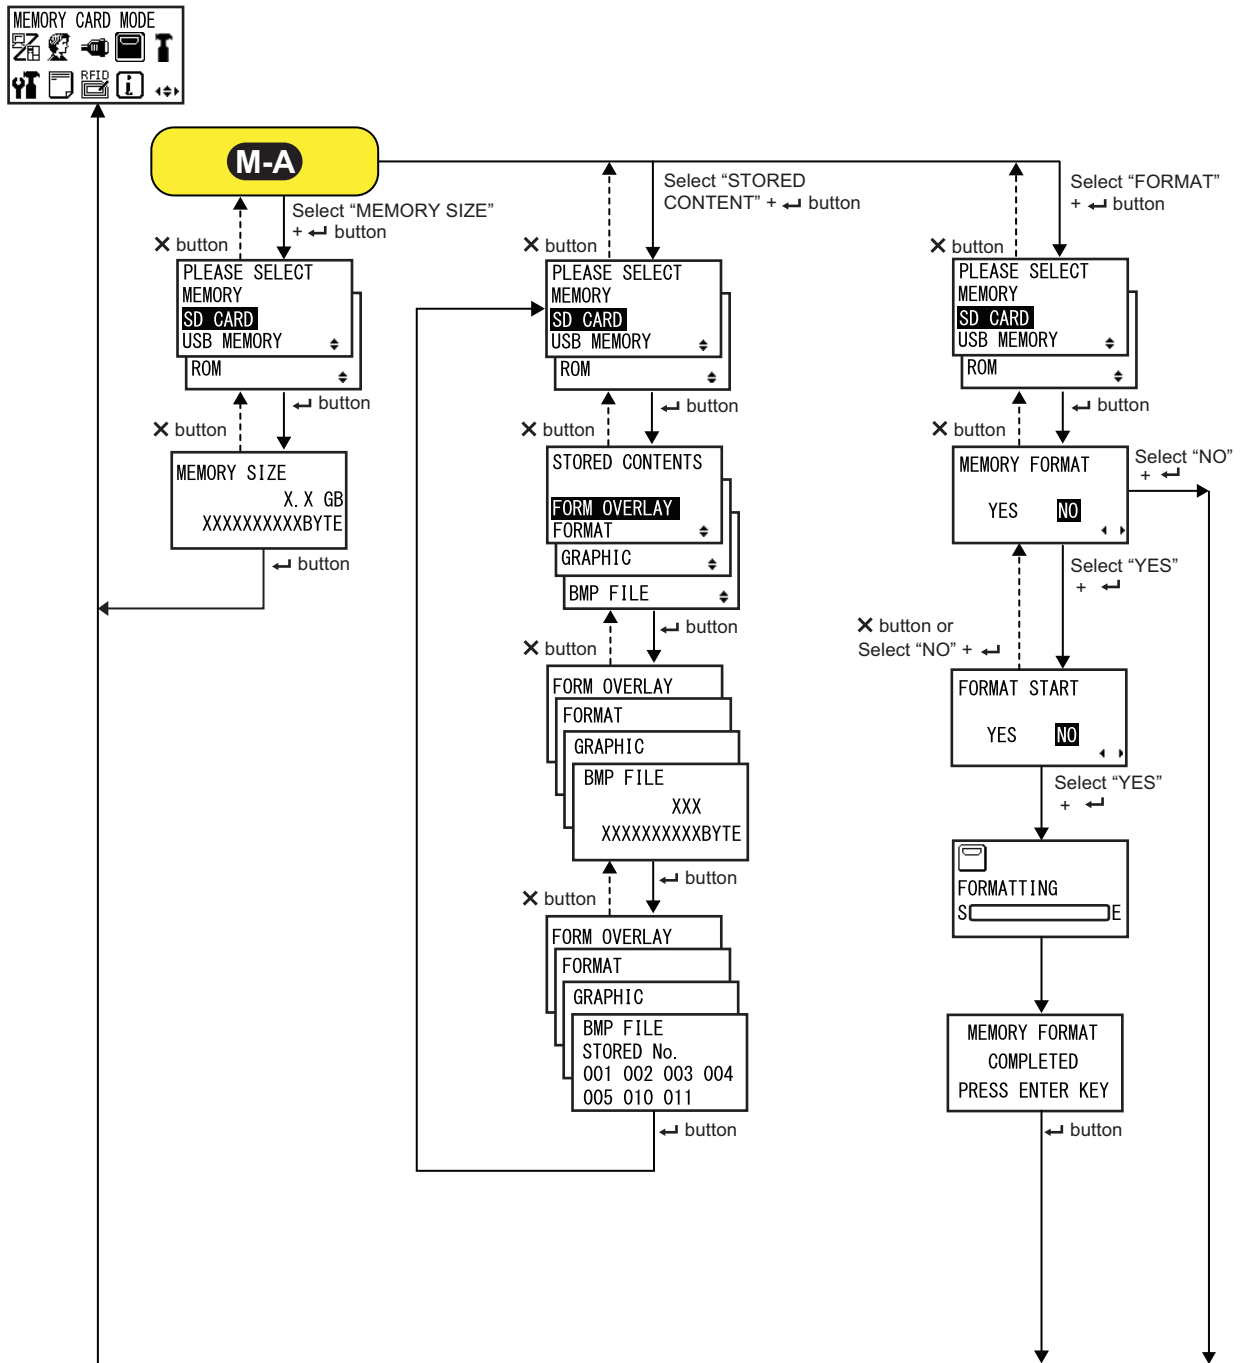 MEMORY CARD MODE
RFID
i
M-A
Select “MEMORY SIZE”
+ ↵ button
✕ button
PLEASE SELECT
MEMORY
SD CARD
USB MEMORY
ROM
↵ button
✕ button
MEMORY SIZE
X.X GB
XXXXXXXXXXBYTE
↵ button
Select “STORED
CONTENT” + ↵ button
✕ button
PLEASE SELECT
MEMORY
SD CARD
USB MEMORY
ROM
↵ button
✕ button
STORED CONTENTS
FORM OVERLAY
FORMAT
GRAPHIC
BMP FILE
↵ button
✕ button
FORM OVERLAY
FORMAT
GRAPHIC
BMP FILE
XXX
XXXXXXXXXXBYTE
↵ button
✕ button
FORM OVERLAY
FORMAT
GRAPHIC
BMP FILE
STORED No.
001 002 003 004
005 010 011
↵ button
Select “FORMAT”
+ ↵ button
✕ button
PLEASE SELECT
MEMORY
SD CARD
USB MEMORY
ROM
↵ button
✕ button
MEMORY FORMAT
YES NO
Select “NO”
+ ↵
Select “YES”
+ ↵
✕ button or
Select “NO” + ↵
FORMAT START
YES NO
Select “YES”
+ ↵
FORMATTING
S E
MEMORY FORMAT
COMPLETED
PRESS ENTER KEY
↵ button